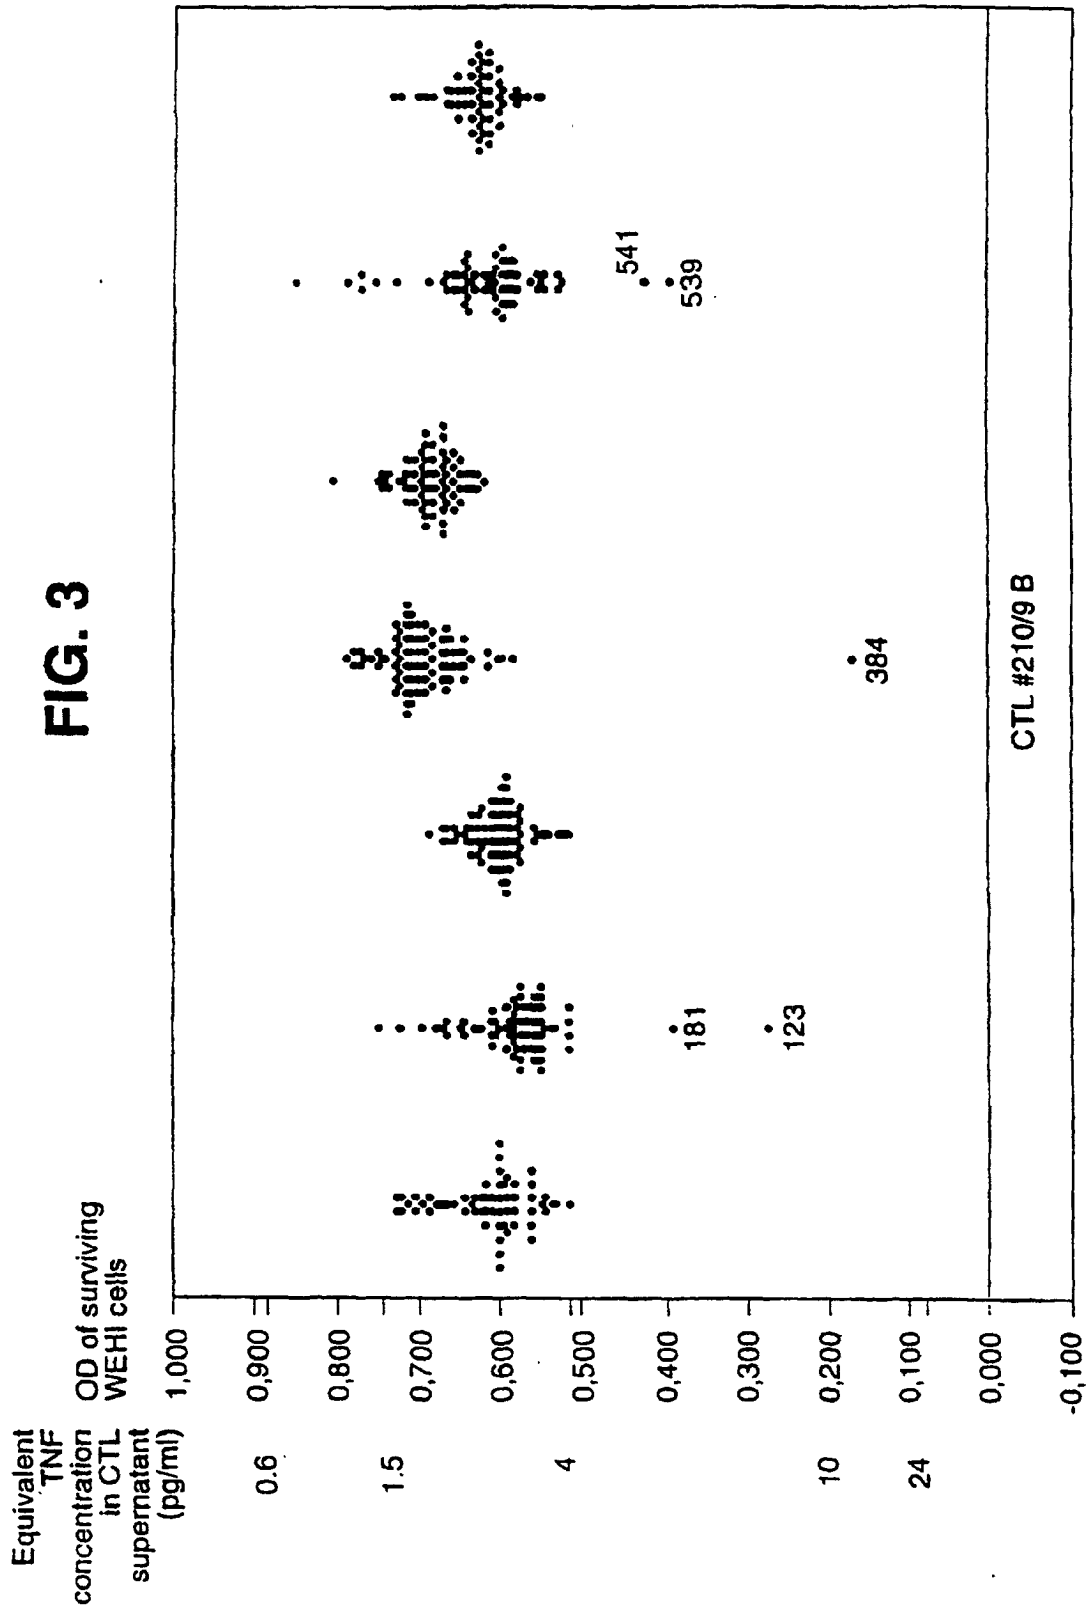 FIG. 3
Equivalent
TNF
concentration
in CTL
supernatant
(pg/ml)
OD of surviving
WEHI cells
1,000
0,900
0,800
0,700
0,600
0,500
0,400
0,300
0,200
0,100
0,000
-0,100
0.6
1.5
4
10
24
181
123
384
541
539
CTL #210/9 B